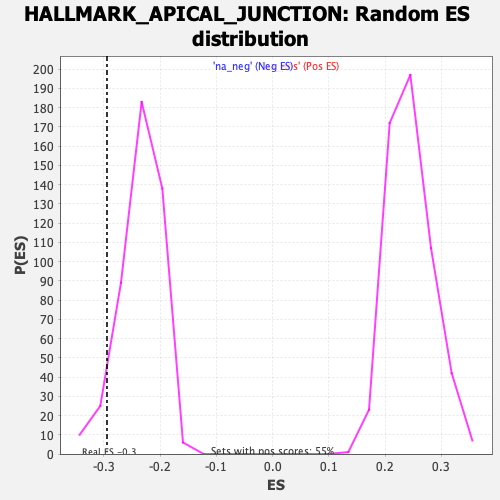 HALLMARK_APICAL_JUNCTION: Random ES
distribution
'na_neg' (Neg ES)s' (Pos ES)
200
190
180
170
160
150
140
130
120
110
100
90
80
70
60
50
40
30
20
10
0
P(ES)
Real ES -0.3
Sets with pos scores: 55%
-0.3 -0.2 -0.1 0.0 0.1 0.2 0.3
ES